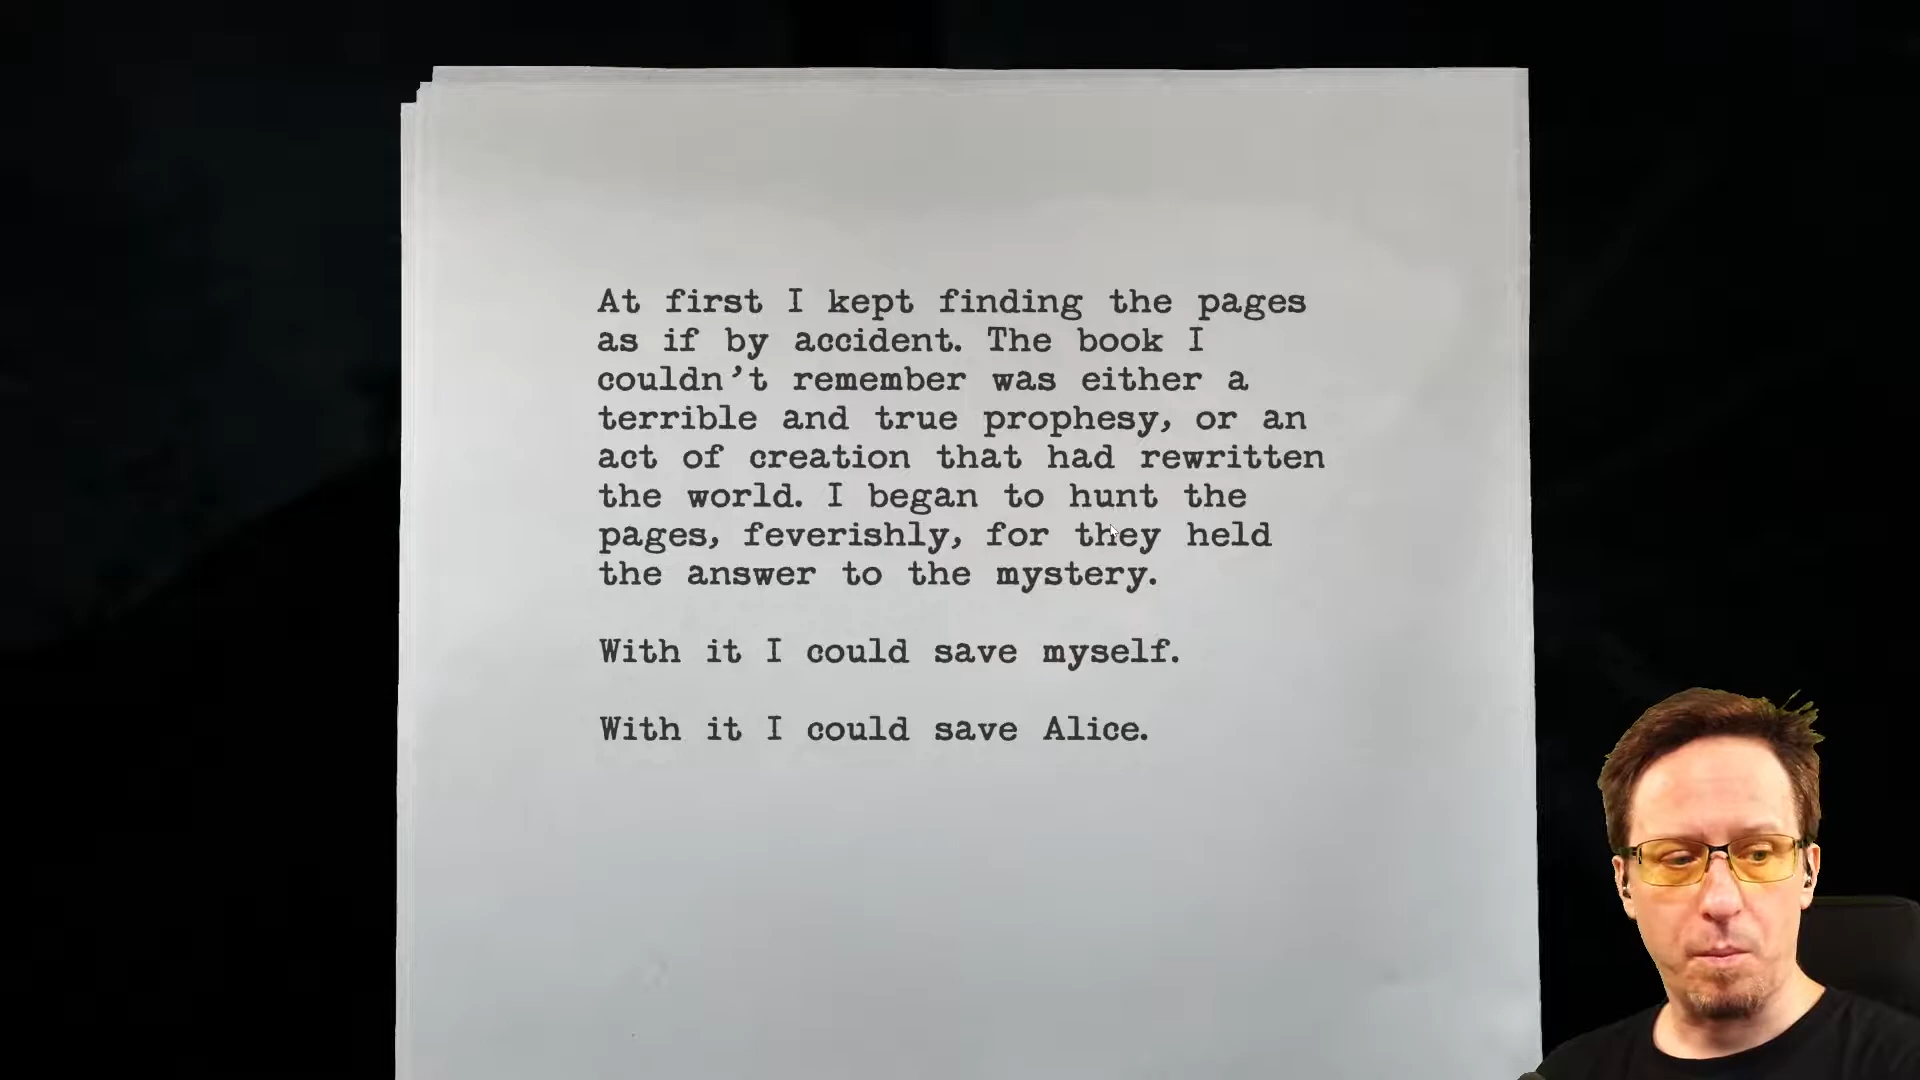 At first I kept finding the pages
as if by accident. The book I
couldn’t remember was either a
terrible and true prophesy, or an
act of creation that had rewritten
the world. I began to hunt the
pages, feverishly, for they held
the answer to the mystery.
With it I could save myself.
With it I could save Alice.